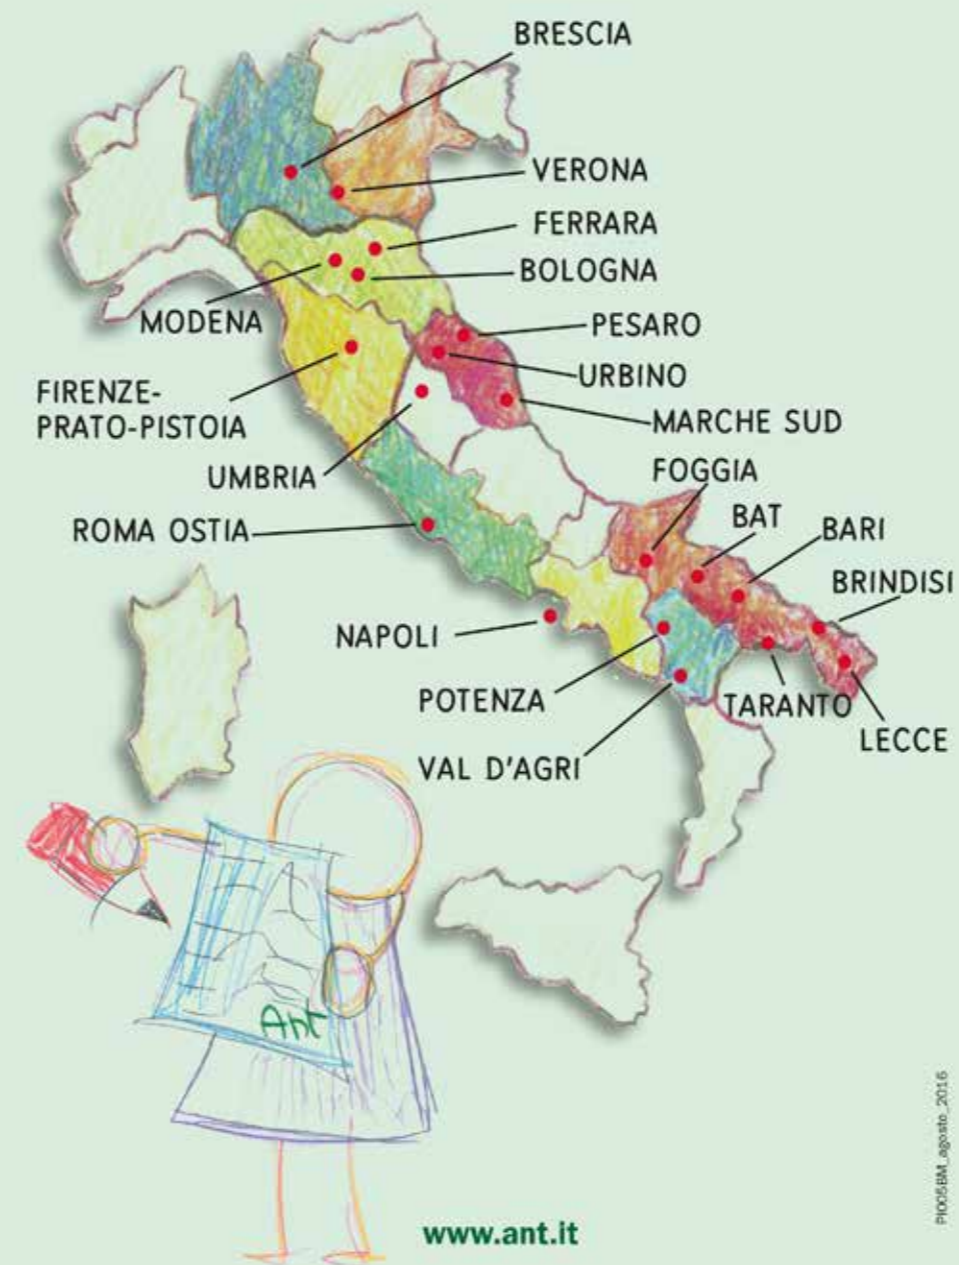 BRESCIA
VERONA
FERRARA
BOLOGNA
MODENA
PESARO
URBINO
FIRENZE-
PRATO-PISTOIA
MARCHE SUD
UMBRIA
FOGGIA
ROMA OSTIA
BAT
BARI
BRINDISI
NAPOLI
POTENZA
TARANTO
LECCE
VAL D'AGRI
Ant
www.ant.it
PI005BM_agosto_2016